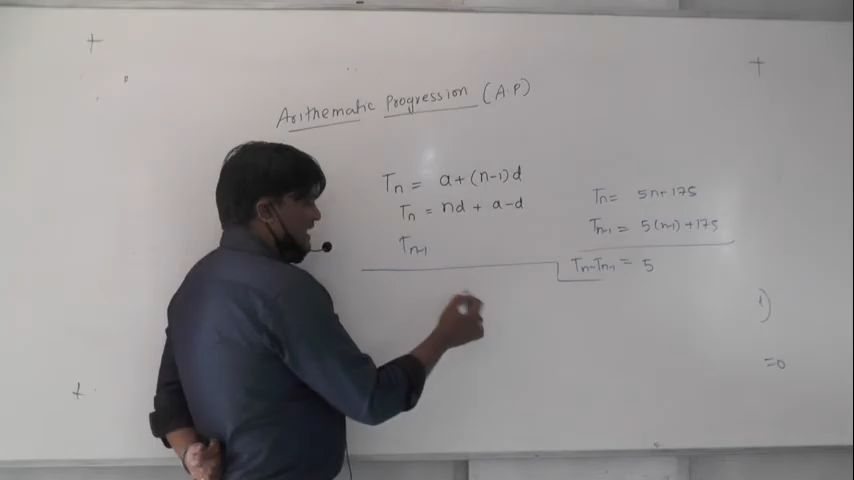 Arithematic Progression (A.P)
Tn = a+(n-1)d
Tn = nd + a-d
Tn-1
Tn = 5n+175
Tn-1 = 5(n-1)+175
Tn-Tn-1 = 5
1)
=0